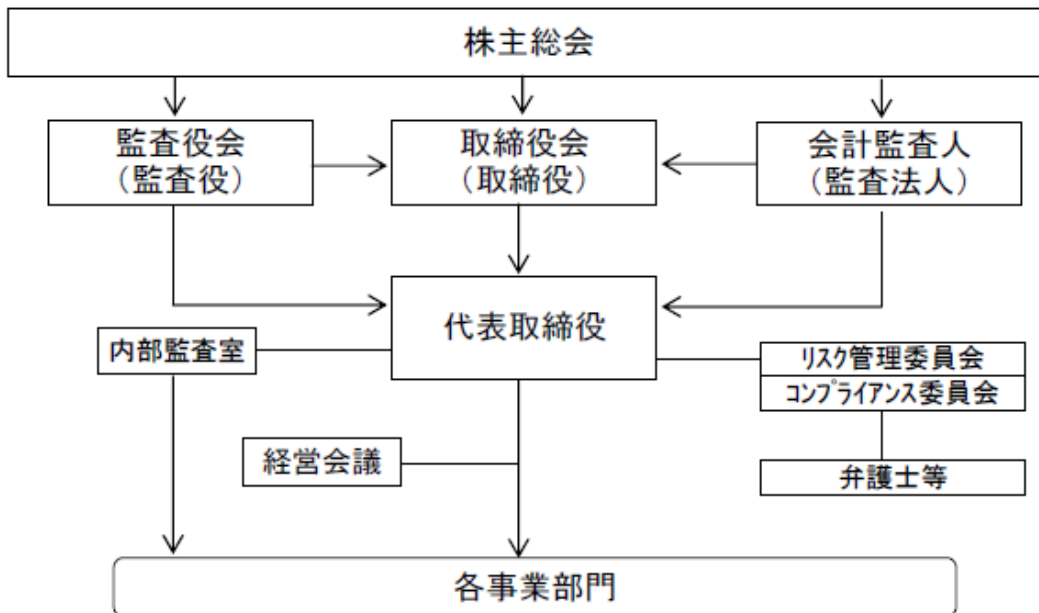 株主総会
監査役会
（監査役）
取締役会
（取締役）
会計監査人
（監査法人）
代表取締役
内部監査室
リスク管理委員会
コンプライアンス委員会
経営会議
弁護士等
各事業部門